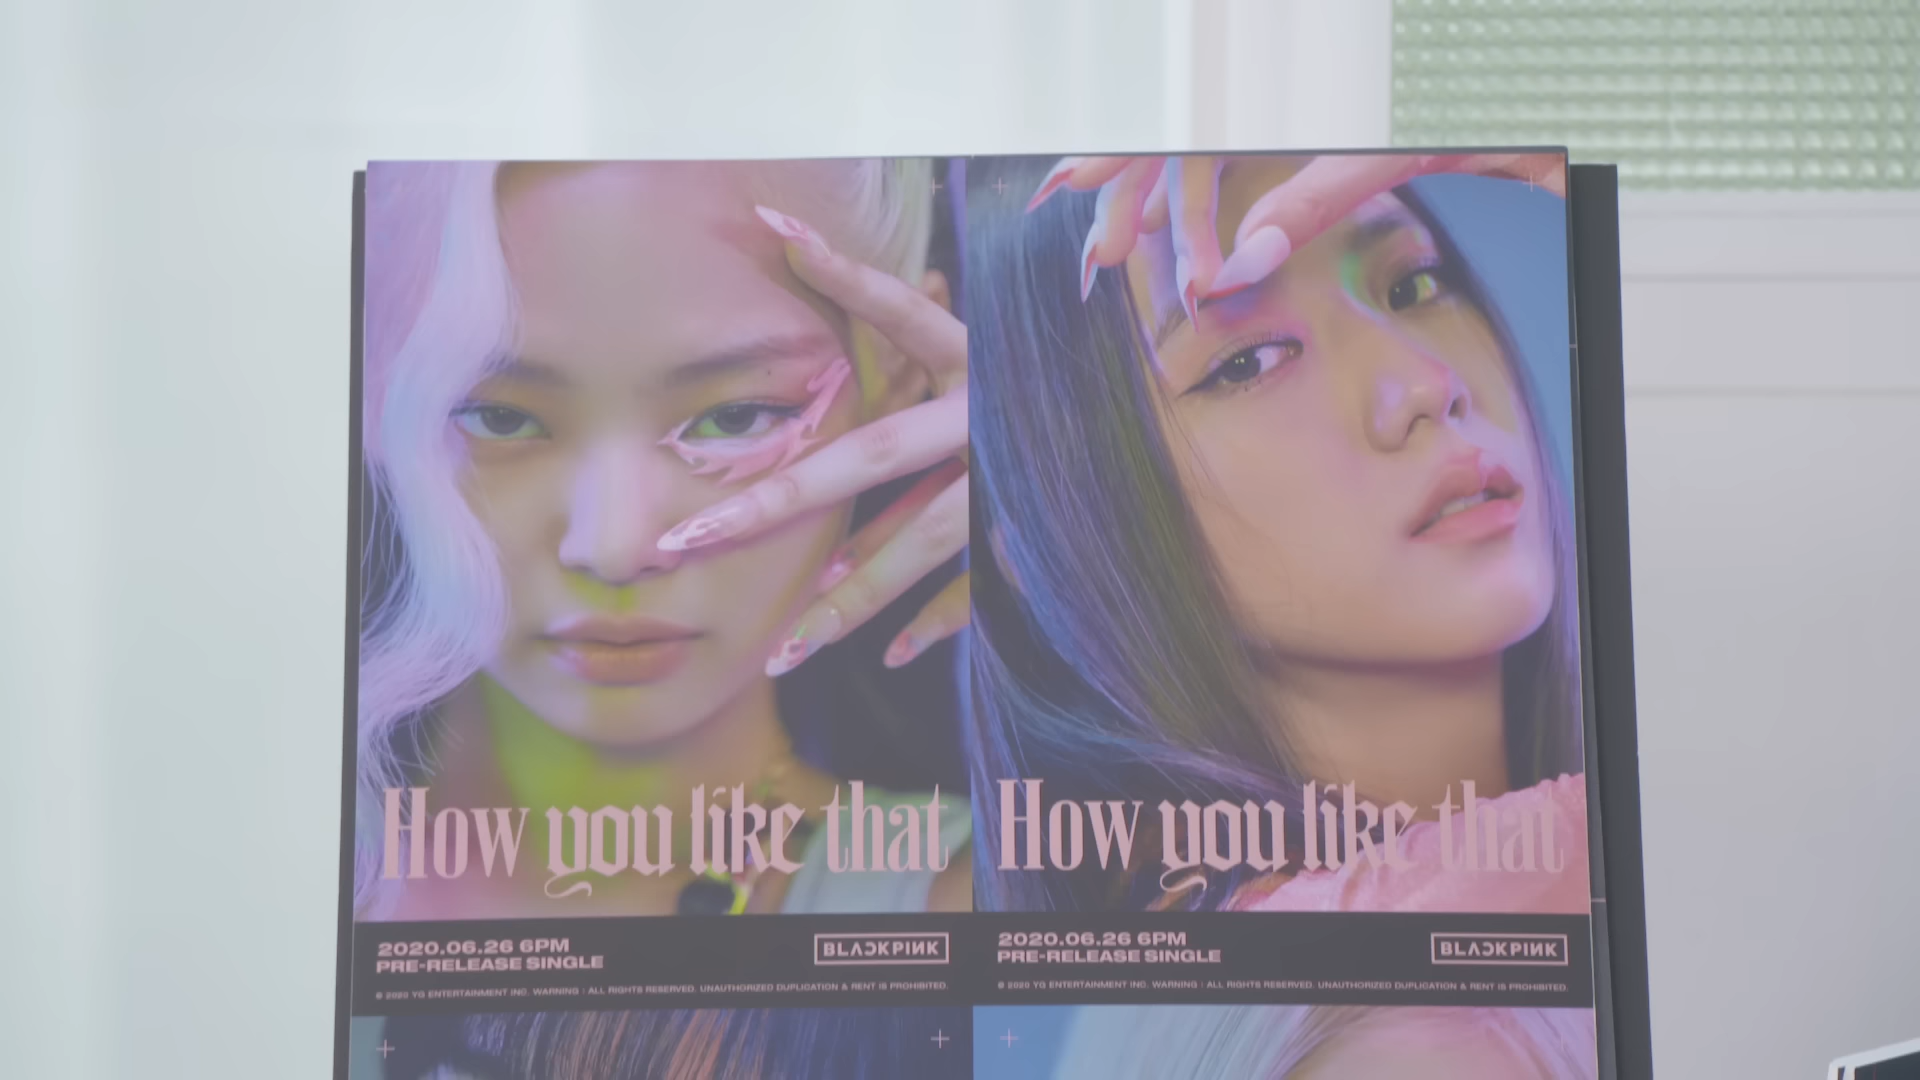 How you like that
2020.06.26 6PM
PRE-RELEASE SINGLE
BLACKPINK
© 2020 YG ENTERTAINMENT INC. WARNING : ALL RIGHTS RESERVED. UNAUTHORIZED DUPLICATION & RENT IS PROHIBITED.
How you like that
2020.06.26 6PM
PRE-RELEASE SINGLE
BLACKPINK
© 2020 YG ENTERTAINMENT INC. WARNING : ALL RIGHTS RESERVED. UNAUTHORIZED DUPLICATION & RENT IS PROHIBITED.